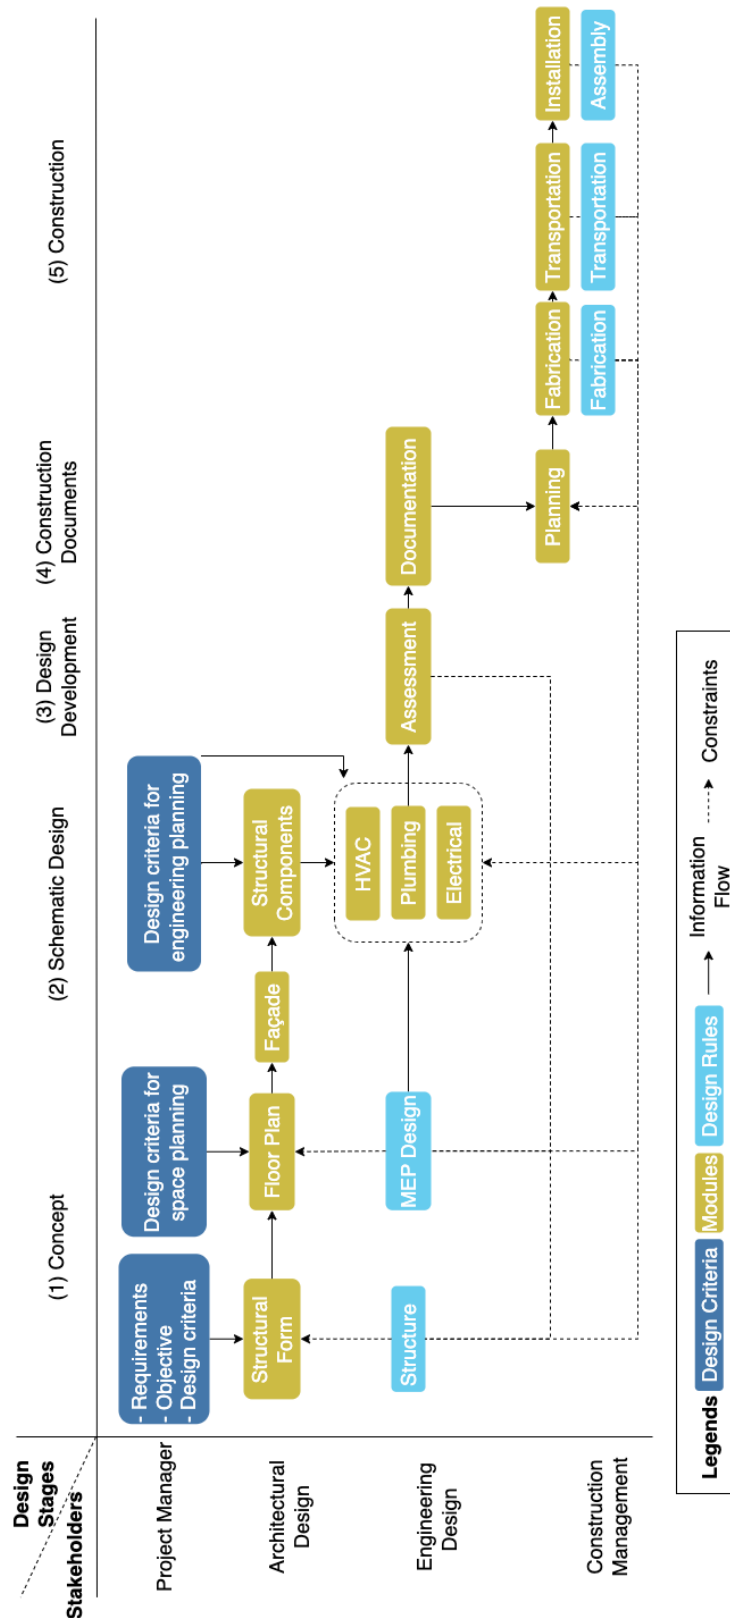 Design
Stages
Stakeholders
(1) Concept
(2) Schematic Design
(3) Design
Development
(4) Construction
Documents
(5) Construction
Project Manager
- Requirements
- Objective
- Design criteria
Design criteria for
space planning
Design criteria for
engineering planning
Architectural
Design
Structural
Form
Floor Plan
Façade
Structural
Components
Engineering
Design
Structure
MEP Design
HVAC
Plumbing
Electrical
Assessment
Documentation
Construction
Management
Planning
Fabrication
Transportation
Installation
Fabrication
Transportation
Assembly
Legends
Design Criteria
Modules
Design Rules
Information
Flow
Constraints